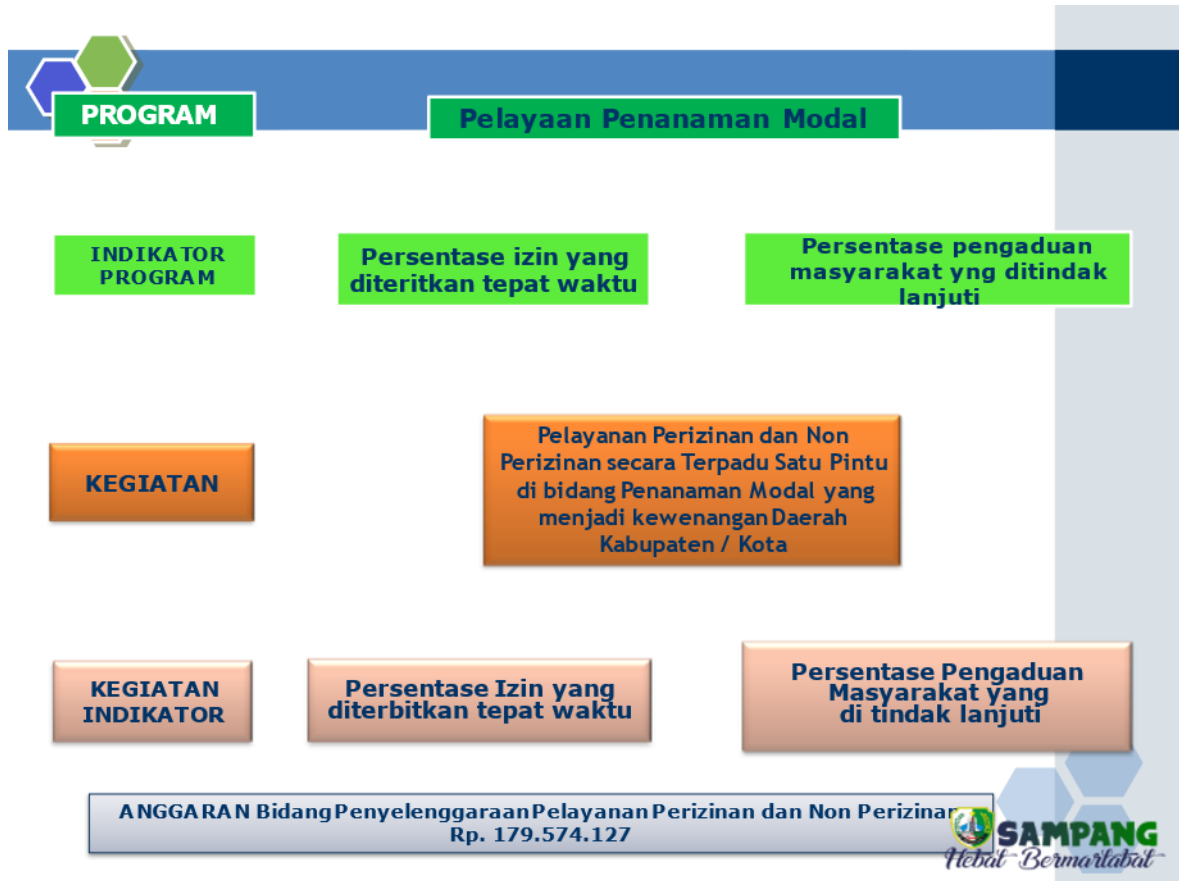 PROGRAM
Pelayaan Penanaman Modal
INDIKATOR
PROGRAM
Persentase izin yang
diteritkan tepat waktu
Persentase pengaduan
masyarakat yng ditindak
lanjuti
KEGIATAN
Pelayanan Perizinan dan Non
Perizinan secara Terpadu Satu Pintu
di bidang Penanaman Modal yang
menjadi kewenangan Daerah
Kabupaten / Kota
KEGIATAN
INDIKATOR
Persentase Izin yang
diterbitkan tepat waktu
Persentase Pengaduan
Masyarakat yang
di tindak lanjuti
ANGGARAN Bidang Penyelenggaraan Pelayanan Perizinan dan Non Perizinan
Rp. 179.574.127
SAMPANG
Hebat Bermartabat